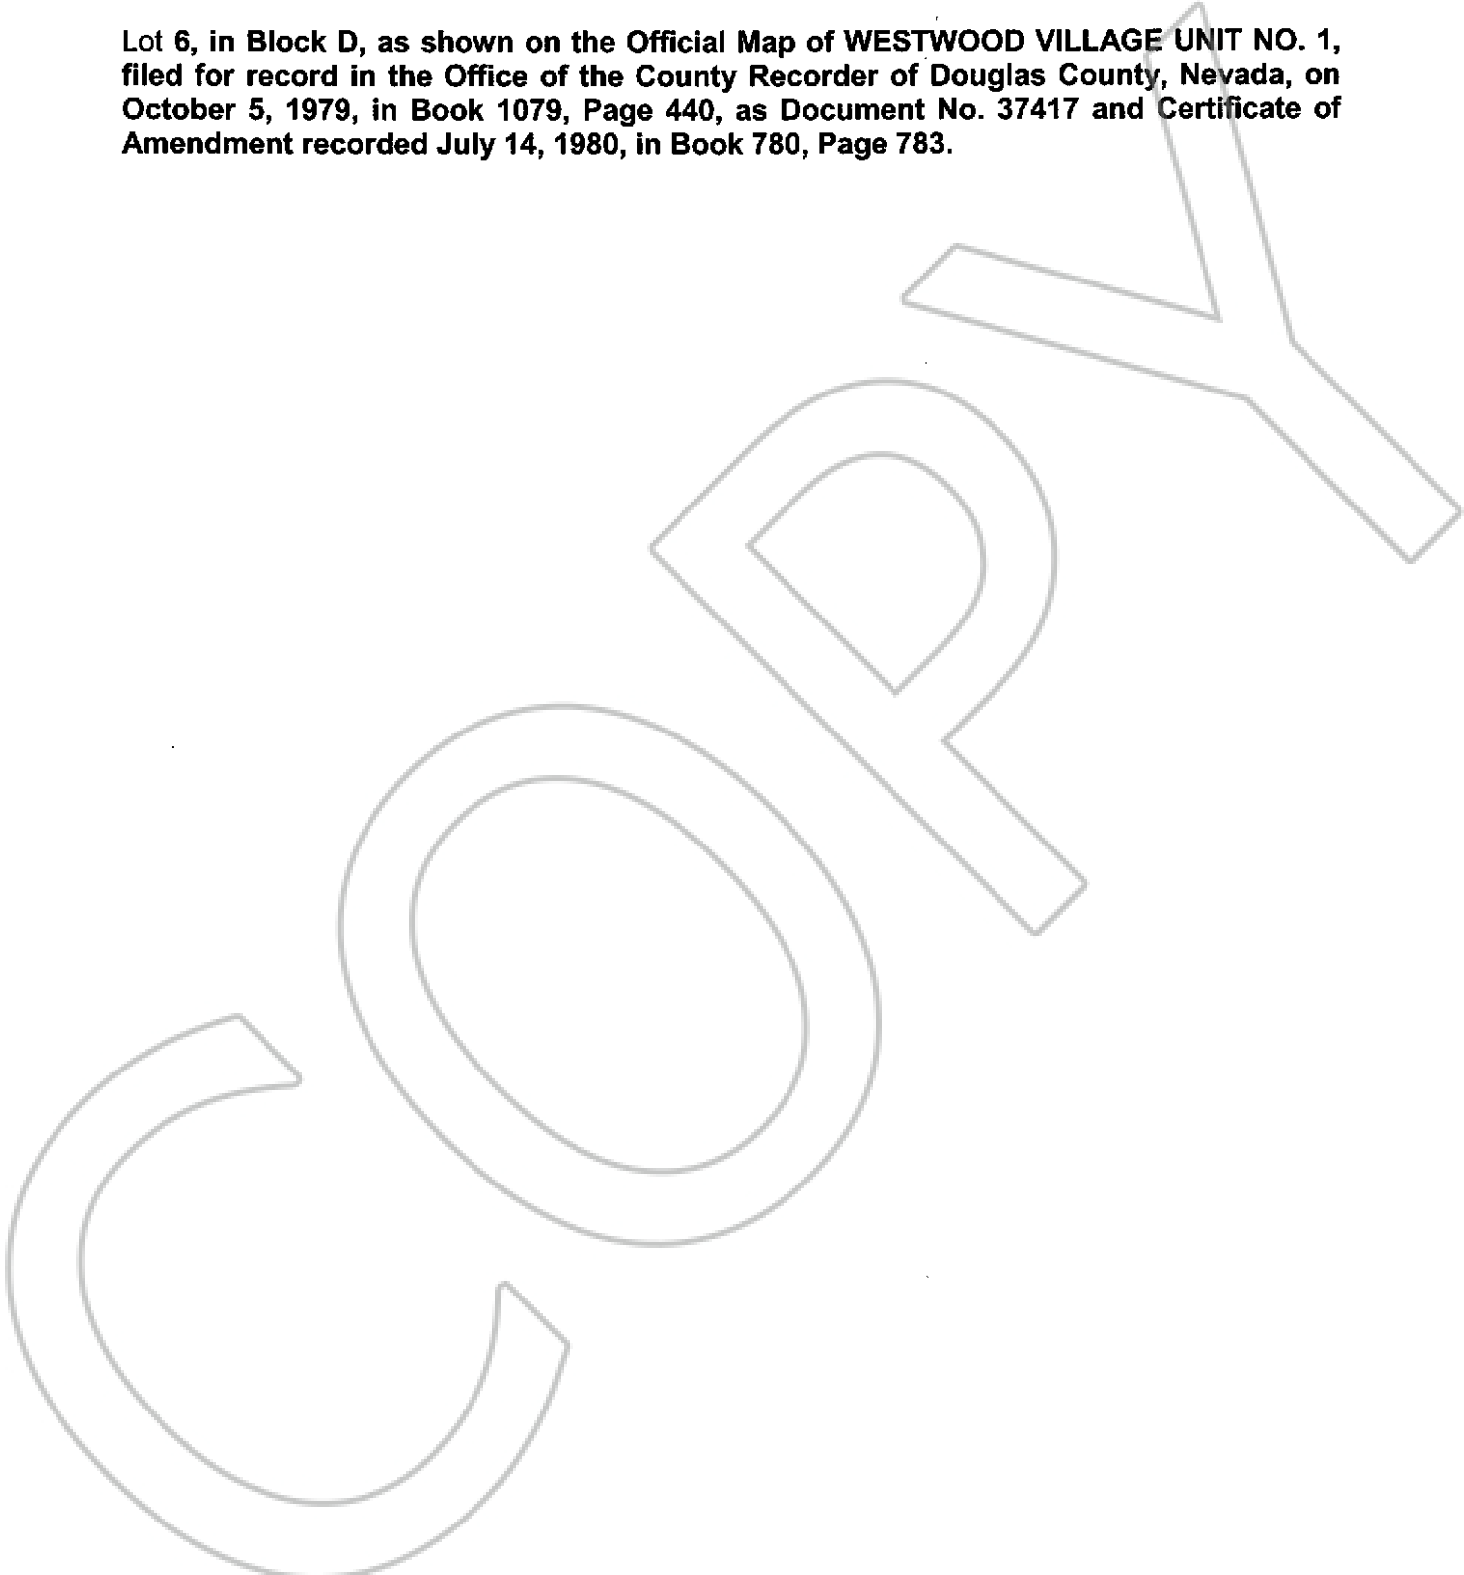 Lot 6, in Block D, as shown on the Official Map of WESTWOOD VILLAGE UNIT NO. 1,
filed for record in the Office of the County Recorder of Douglas County, Nevada, on
October 5, 1979, in Book 1079, Page 440, as Document No. 37417 and Certificate of
Amendment recorded July 14, 1980, in Book 780, Page 783.
COPY